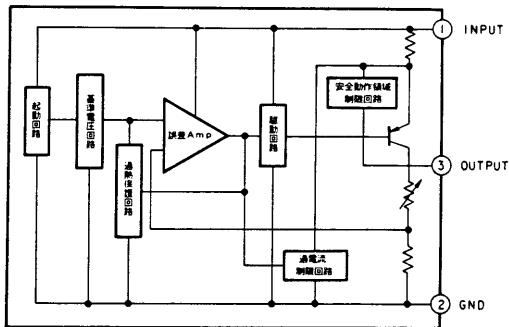 1 INPUT
安全動作領域
制限回路
起動回路
基準電圧回路
誤差Amp
駆動回路
過熱保護回路
3 OUTPUT
過電流
制限回路
2 GND